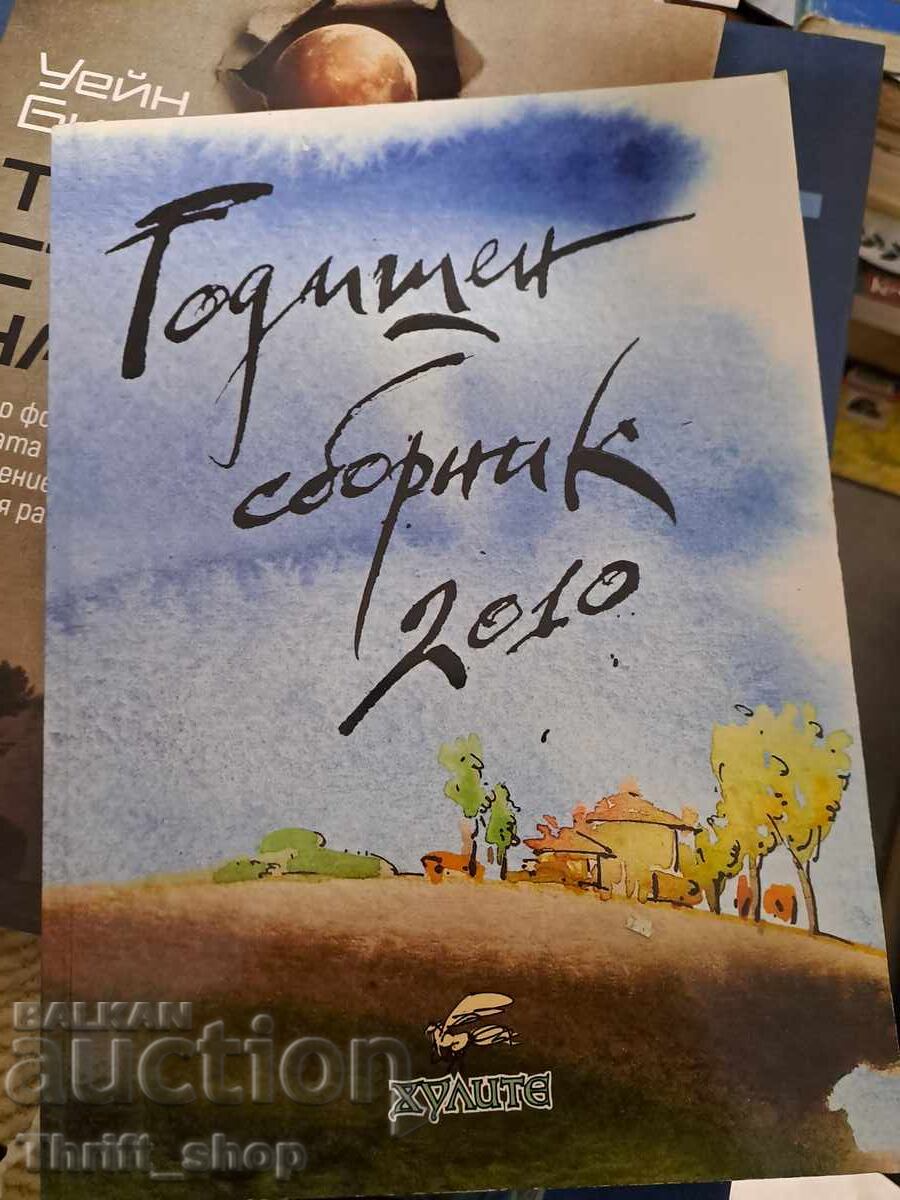 Уейн
Годишен
сборник
2010
ХУЛИТЕ
BALKAN
auction
Thrift_shop